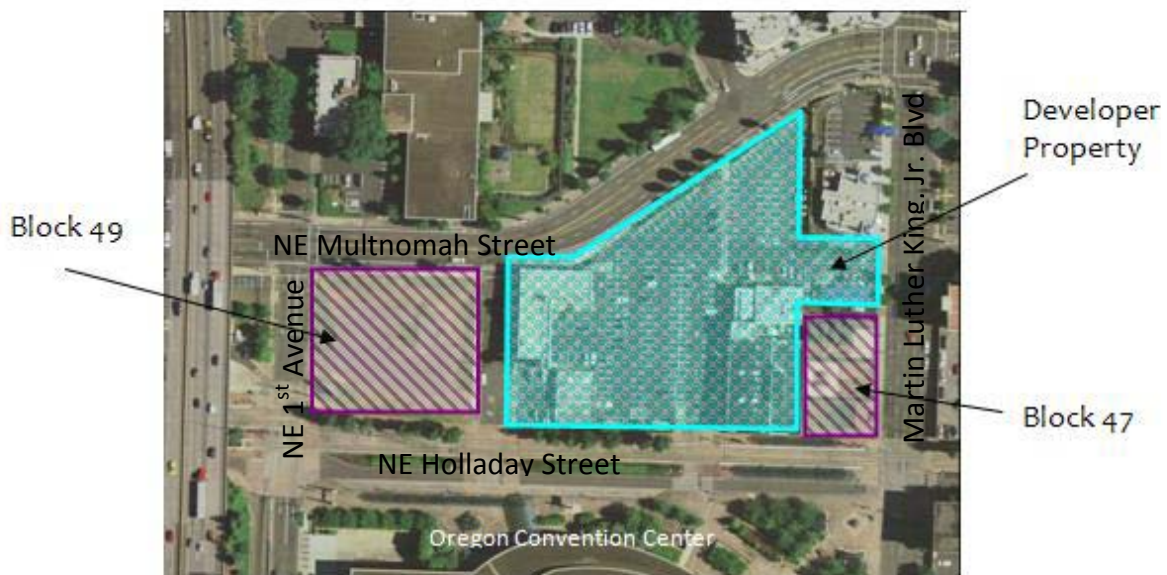 Developer
Property
Block 49
NE Multnomah Street
NE 1st Avenue
Martin Luther King, Jr. Blvd
Block 47
NE Holladay Street
Oregon Convention Center